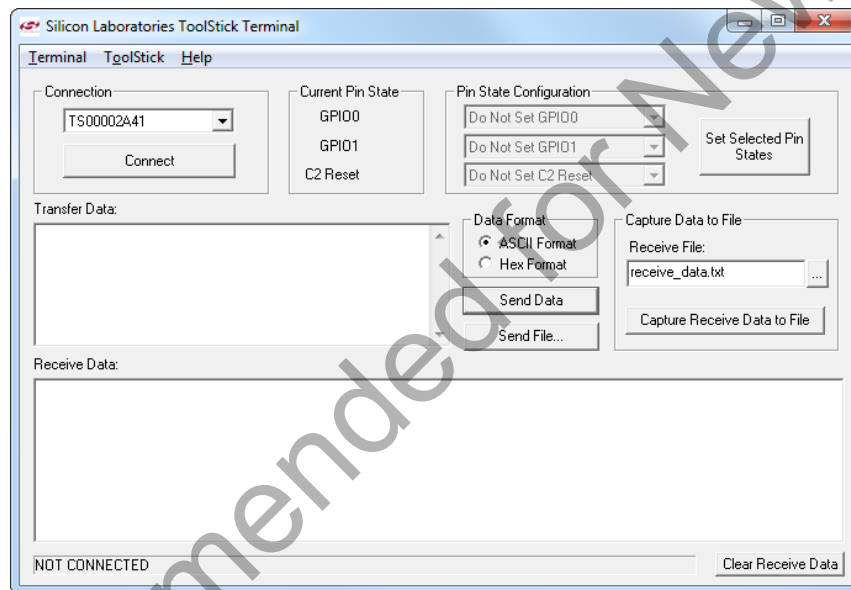 Silicon Laboratories ToolStick Terminal
Terminal ToolStick Help
Connection
TS00002A41
Connect
Current Pin State
GPIO0
GPIO1
C2 Reset
Pin State Configuration
Do Not Set GPIO0
Do Not Set GPIO1
Do Not Set C2 Reset
Set Selected Pin
States
Transfer Data:
Data Format
ASCII Format
Hex Format
Send Data
Send File...
Capture Data to File
Receive File:
receive_data.txt
...
Capture Receive Data to File
Receive Data:
NOT CONNECTED
Clear Receive Data
mended for New